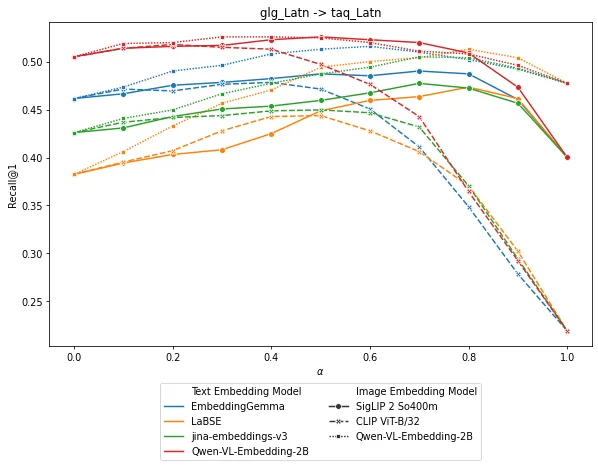 glg_Latn -> taq_Latn
Recall@1
0.50
0.45
0.40
0.35
0.30
0.25
0.0
0.2
0.4
0.6
0.8
1.0
α
Text Embedding Model
EmbeddingGemma
LaBSE
jina-embeddings-v3
Qwen-VL-Embedding-2B
Image Embedding Model
SigLIP 2 So400m
CLIP ViT-B/32
Qwen-VL-Embedding-2B